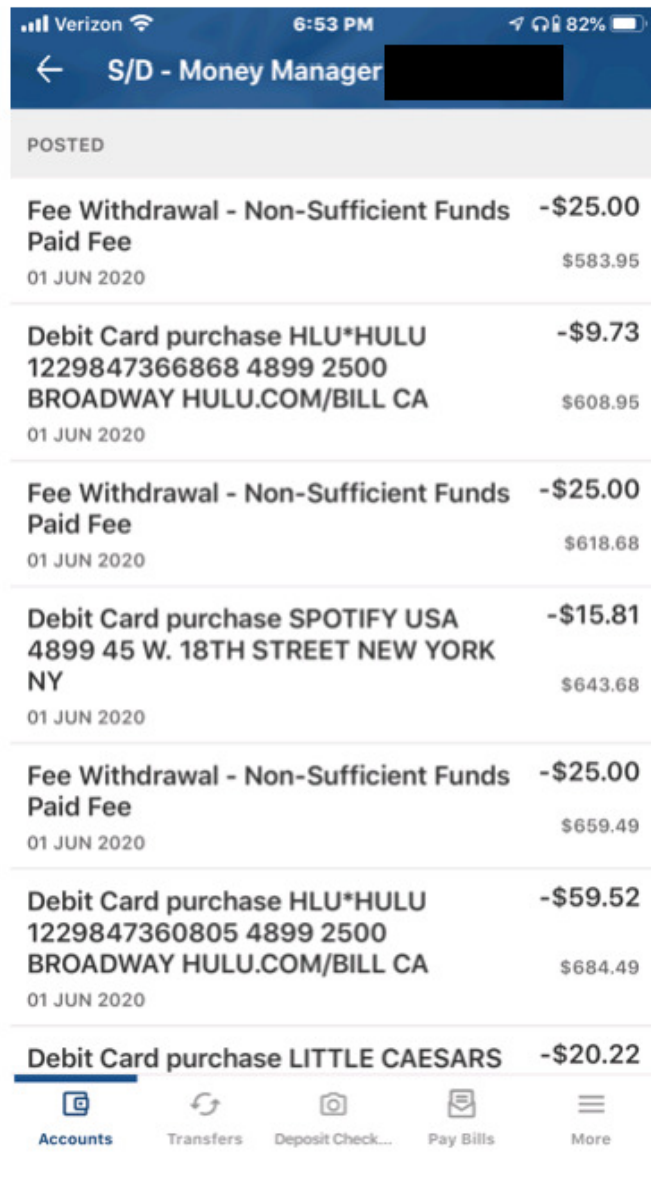 Verizon 6:53 PM 82%
S/D - Money Manager
POSTED
Fee Withdrawal - Non-Sufficient Funds -$25.00
Paid Fee
$583.95
01 JUN 2020
Debit Card purchase HLU*HULU -$9.73
1229847366868 4899 2500
BROADWAY HULU.COM/BILL CA $608.95
01 JUN 2020
Fee Withdrawal - Non-Sufficient Funds -$25.00
Paid Fee
$618.68
01 JUN 2020
Debit Card purchase SPOTIFY USA -$15.81
4899 45 W. 18TH STREET NEW YORK
NY $643.68
01 JUN 2020
Fee Withdrawal - Non-Sufficient Funds -$25.00
Paid Fee
$659.49
01 JUN 2020
Debit Card purchase HLU*HULU -$59.52
1229847360805 4899 2500
BROADWAY HULU.COM/BILL CA $684.49
01 JUN 2020
Debit Card purchase LITTLE CAESARS -$20.22
Accounts Transfers Deposit Check... Pay Bills More